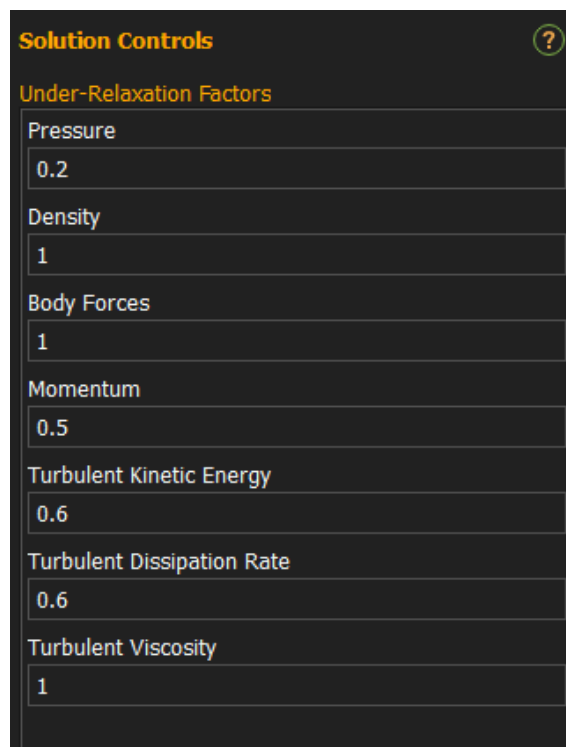 Solution Controls
?
Under-Relaxation Factors
Pressure
0.2
Density
1
Body Forces
1
Momentum
0.5
Turbulent Kinetic Energy
0.6
Turbulent Dissipation Rate
0.6
Turbulent Viscosity
1